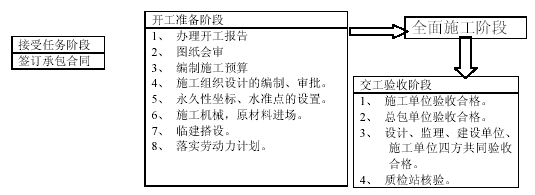 接受任务阶段
签订承包合同
开工准备阶段
1、 办理开工报告
2、 图纸会审
3、 编制施工预算
4、 施工组织设计的编制、审批。
5、 永久性坐标、水准点的设置。
6、 施工机械，原材料进场。
7、 临建搭设。
8、 落实劳动力计划。
全面施工阶段
交工验收阶段
1、 施工单位验收合格。
2、 总包单位验收合格。
3、 设计、监理、建设单位、
施工单位四方共同验收
合格。
4、 质检站核验。